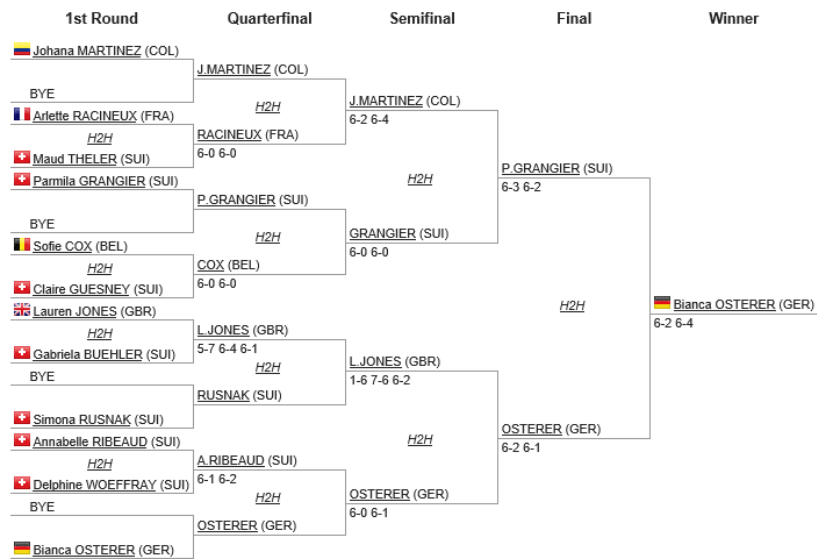 1st Round
Quarterfinal
Semifinal
Final
Winner
Johana MARTINEZ (COL)
BYE
Arlette RACINEUX (FRA)
H2H
Maud THELER (SUI)
Parmila GRANGIER (SUI)
BYE
Sofie COX (BEL)
H2H
Claire GUESNEY (SUI)
Lauren JONES (GBR)
H2H
Gabriela BUEHLER (SUI)
BYE
Simona RUSNAK (SUI)
Annabelle RIBEAUD (SUI)
H2H
Delphine WOEFFRAY (SUI)
BYE
Bianca OSTERER (GER)
J.MARTINEZ (COL)
H2H
RACINEUX (FRA)
6-0 6-0
P.GRANGIER (SUI)
H2H
COX (BEL)
6-0 6-0
L.JONES (GBR)
5-7 6-4 6-1
H2H
RUSNAK (SUI)
A.RIBEAUD (SUI)
6-1 6-2
H2H
OSTERER (GER)
J.MARTINEZ (COL)
6-2 6-4
H2H
GRANGIER (SUI)
6-0 6-0
L.JONES (GBR)
1-6 7-6 6-2
H2H
OSTERER (GER)
6-0 6-1
P.GRANGIER (SUI)
6-3 6-2
H2H
OSTERER (GER)
6-2 6-1
Bianca OSTERER (GER)
6-2 6-4